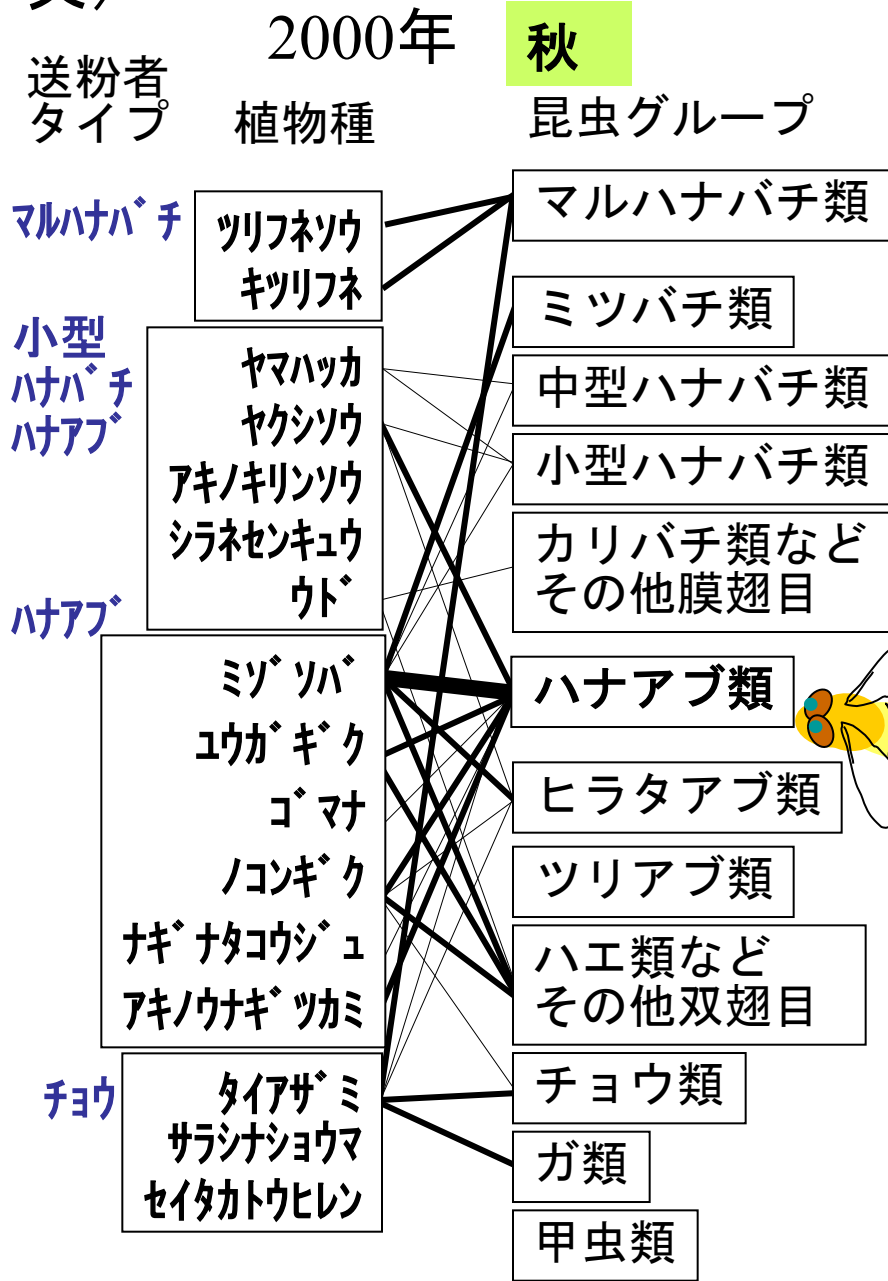 2000年
秋
送粉者
タイプ
植物種
昆虫グループ
マルハナバチ
ツリフネソウ
キツリフネ
小型
ハナバチ
ハナアブ
ヤマハッカ
ヤクシソウ
アキノキリンソウ
シラネセンキュウ
ウド
ハナアブ
ミゾソバ
ユウガギク
ゴマナ
ノコンギク
ナギナタコウジュ
アキノウナギツカミ
チョウ
タイアザミ
サラシナショウマ
セイタカトウヒレン
マルハナバチ類
ミツバチ類
中型ハナバチ類
小型ハナバチ類
カリバチ類など
その他膜翅目
ハナアブ類
ヒラタアブ類
ツリアブ類
ハエ類など
その他双翅目
チョウ類
ガ類
甲虫類